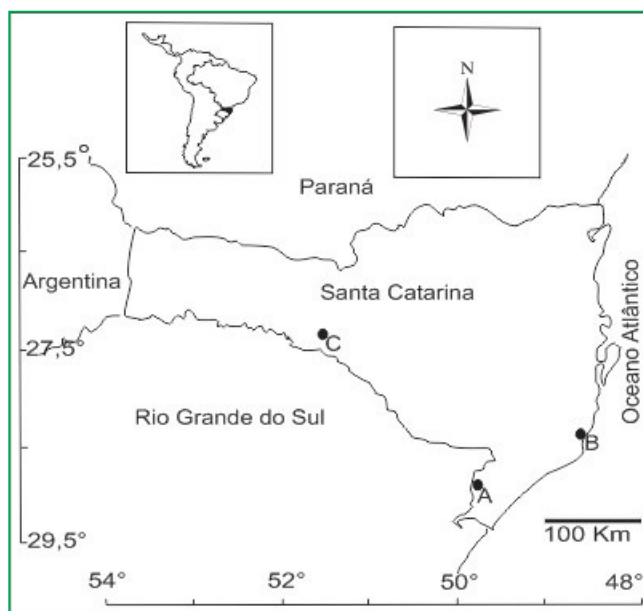 N
25,5°
Paraná
Argentina
Santa Catarina
Oceano Atlântico
C
27,5°
Rio Grande do Sul
B
A
29,5°
100 Km
54° 52° 50° 48°